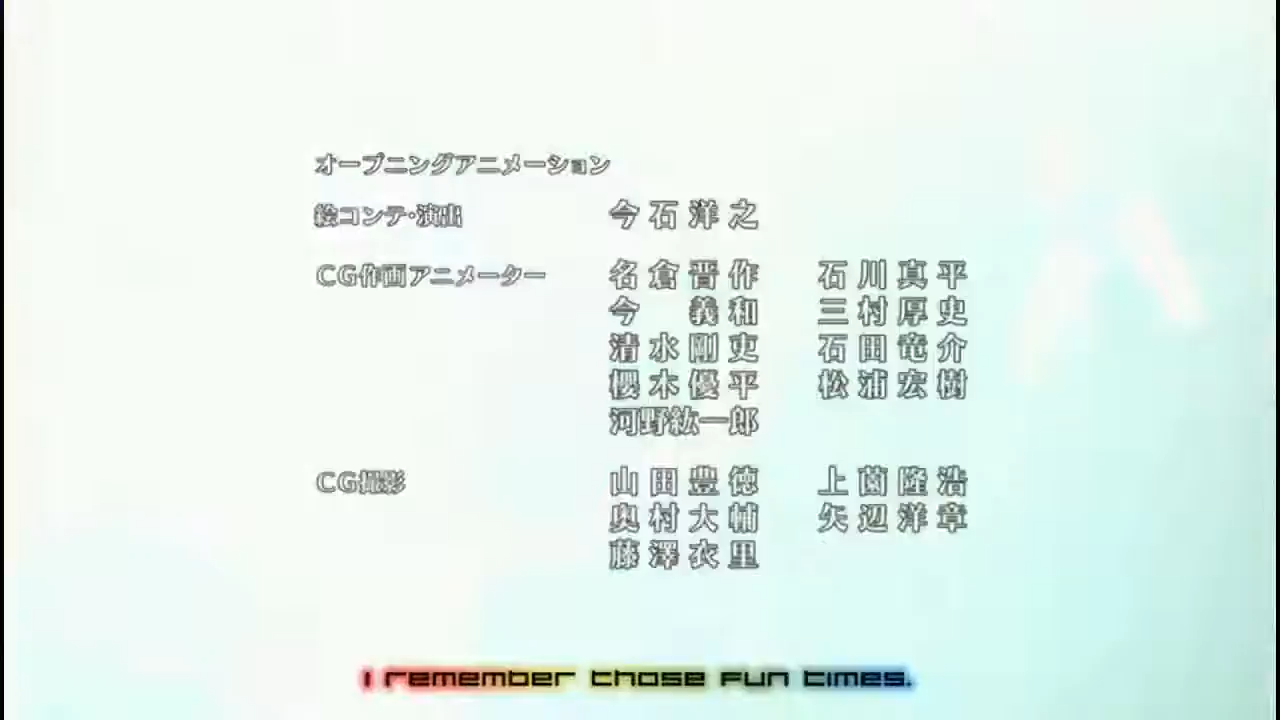 オープニングアニメーション
絵コンテ・演出 今石洋之
CG作画アニメーター 名倉晋作 石川真平
今 義和 三村厚史
清水剛吏 石田竜介
櫻木優平 松浦宏樹
河野紘一郎
CG撮影 山田豊徳 上薗隆浩
奥村大輔 矢辺洋章
藤澤衣里
I remember those fun times.